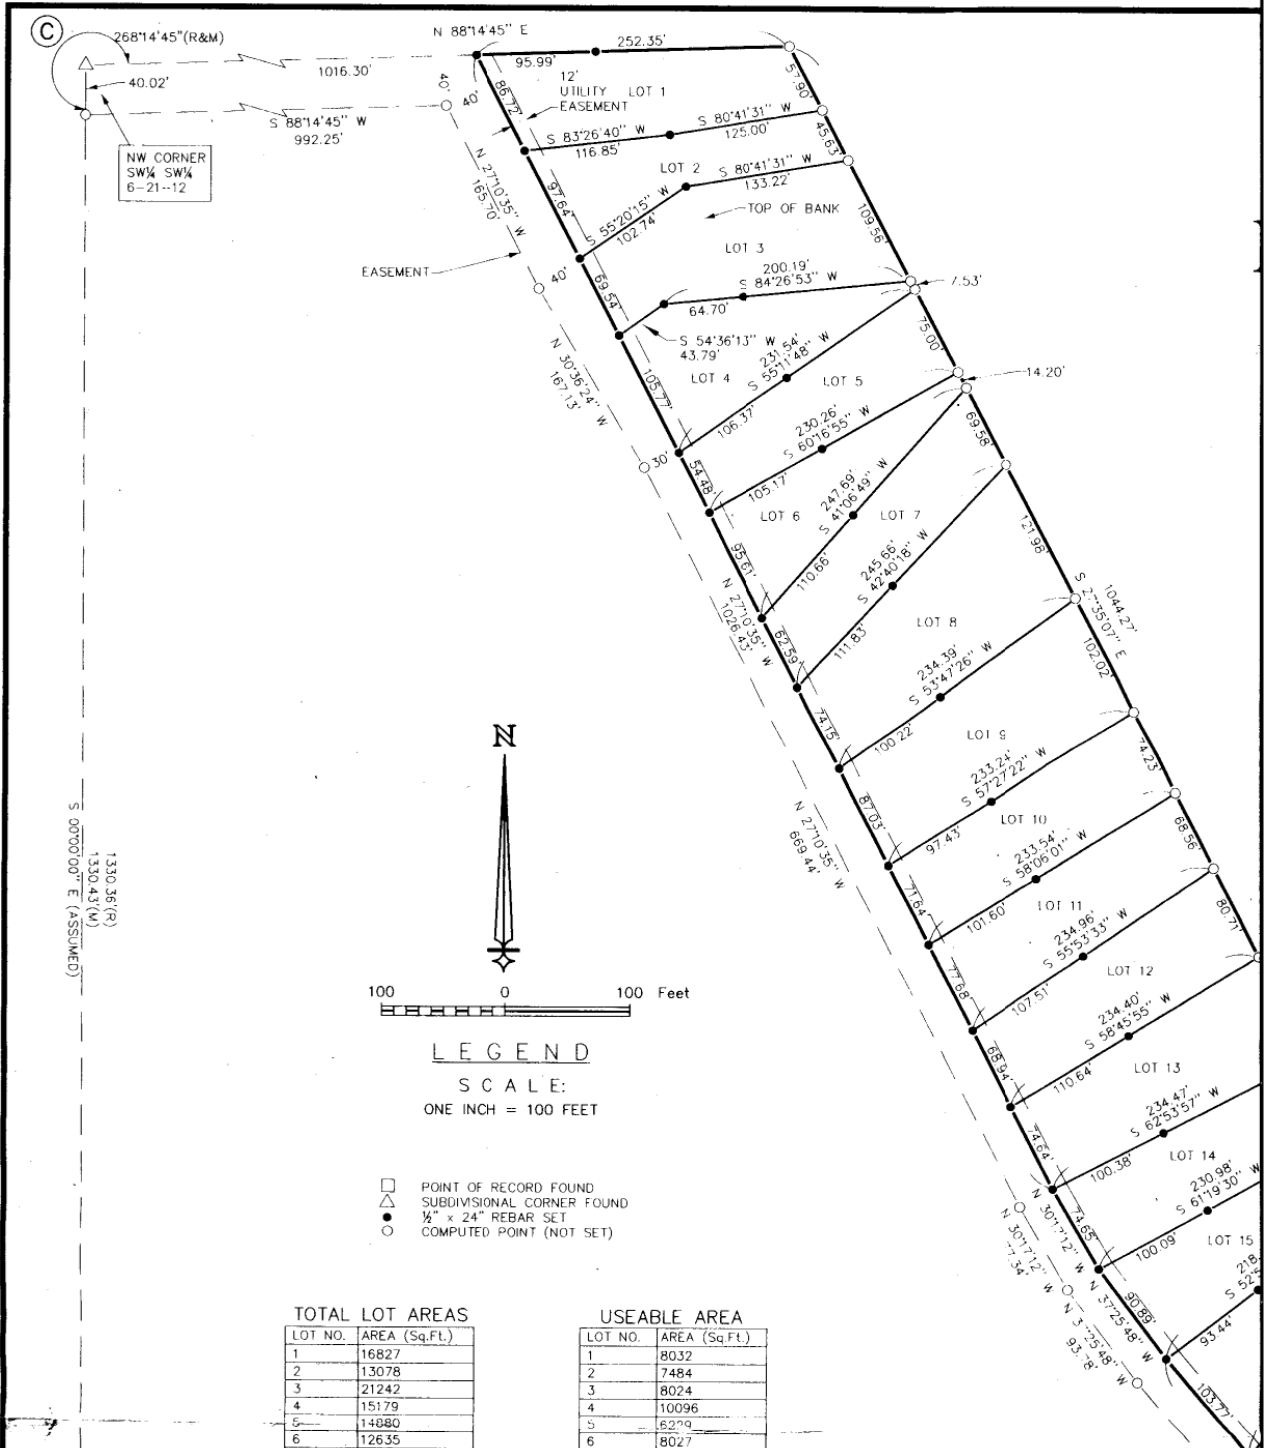 C
268°14'45"(R&M)
N 88°14'45" E
252.35'
95.99'
1016.30'
40.02'
S 88°14'45" W
992.25'
NW CORNER
SW¼ SW¼
6-21--12
40'
40'
86.72'
12'
UTILITY LOT 1
EASEMENT
57.90'
S 83°26'40" W
116.85'
S 80°41'31" W
125.00'
45.63'
LOT 2
S 80°41'31" W
133.22'
N 27°10'35" W
165.70'
97.64'
S 55°20'15" W
102.74'
TOP OF BANK
109.56'
EASEMENT
40'
LOT 3
200.19'
S 84°26'53" W
64.70'
7.53'
69.54'
S 54°36'13" W
43.79'
75.00'
N 30°36'24" W
167.13'
105.77'
LOT 4
231.54'
S 55°11'48" W
106.37'
LOT 5
14.20'
30'
54.48'
230.26'
S 60°16'55" W
105.17'
69.58'
LOT 6
247.69'
S 41°06'49" W
110.66'
LOT 7
95.61'
N 27°10'35" W
1026.43'
245.66'
S 42°40'18" W
111.83'
121.98'
62.59'
LOT 8
1044.27'
S 27°35'07" E
102.02'
234.39'
S 53°47'26" W
100.22'
74.15'
LOT 9
233.24'
S 57°27'22" W
97.43'
74.23'
87.03'
N 27°10'35" W
669.44'
LOT 10
233.54'
S 58°06'01" W
101.60'
68.56'
71.64'
LOT 11
234.96'
S 55°53'33" W
107.51'
80.71'
77.68'
LOT 12
234.40'
S 58°45'55" W
110.64'
68.94'
LOT 13
234.47'
S 62°53'57" W
100.38'
74.64'
LOT 14
230.98'
S 61°19'30" W
100.09'
N 30°17'12" W
74.65'
N 30°17'12" W
LOT 15
N 37°25'48" W
90.89'
93.78'
93.44'
103.77'
S 00°00'00" E (ASSUMED)
1330.36'(R)
1330.43'(M)
N
100 0 100 Feet
LEGEND
SCALE:
ONE INCH = 100 FEET
POINT OF RECORD FOUND
SUBDIVISIONAL CORNER FOUND
½" x 24" REBAR SET
COMPUTED POINT (NOT SET)
TOTAL LOT AREAS
LOT NO. AREA (Sq.Ft.)
1 16827
2 13078
3 21242
4 15179
5 14880
6 12635
USEABLE AREA
LOT NO. AREA (Sq.Ft.)
1 8032
2 7484
3 8024
4 10096
5 6229
6 8027